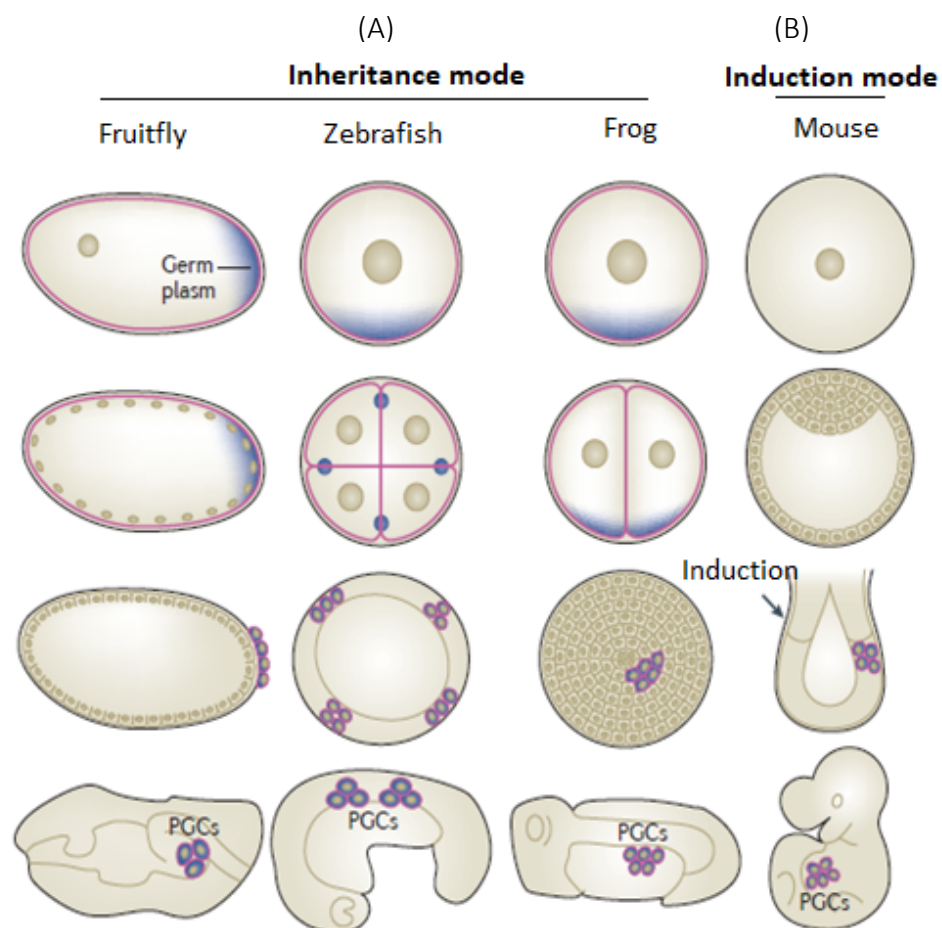 (A)
(B)
Inheritance mode
Induction mode
Fruitfly
Zebrafish
Frog
Mouse
Germ
plasm
Induction
PGCs
PGCs
PGCs
PGCs